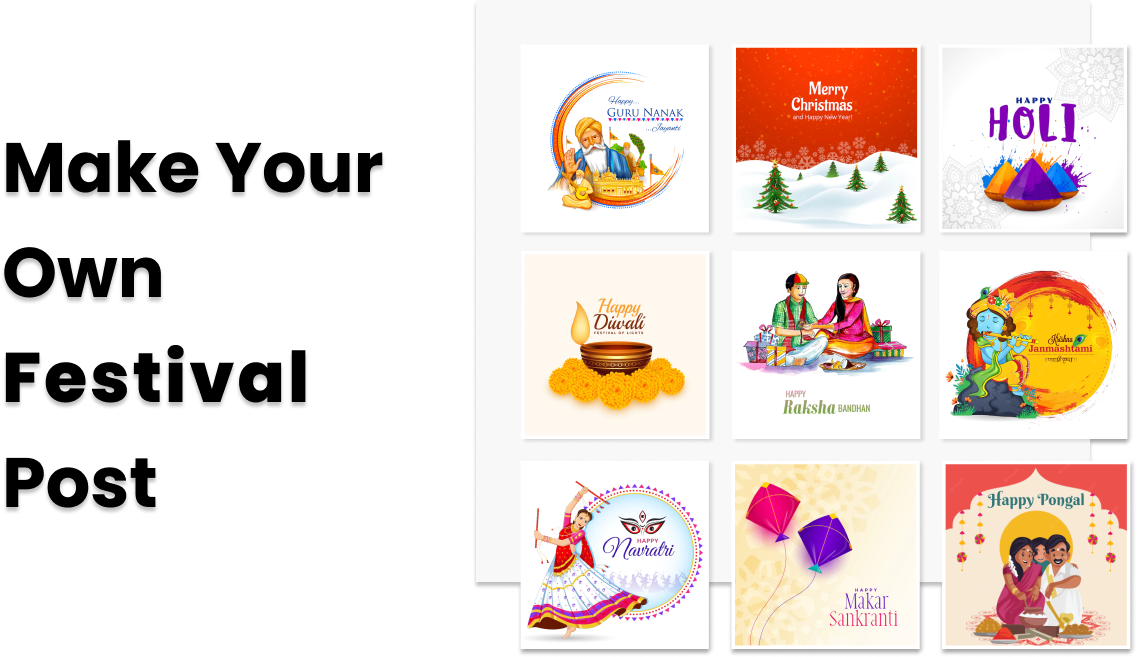 Make Your
Own
Festival
Post
Happy...
GURU NANAK
...Jayanti
Merry
Christmas
and Happy New Year!
HAPPY
HOLI
Happy
Diwali
FESTIVAL OF LIGHTS
HAPPY
Raksha BANDHAN
Krishna
Janmashtami
HAPPY
Navratri
HAPPY
Makar
Sankranti
Happy Pongal